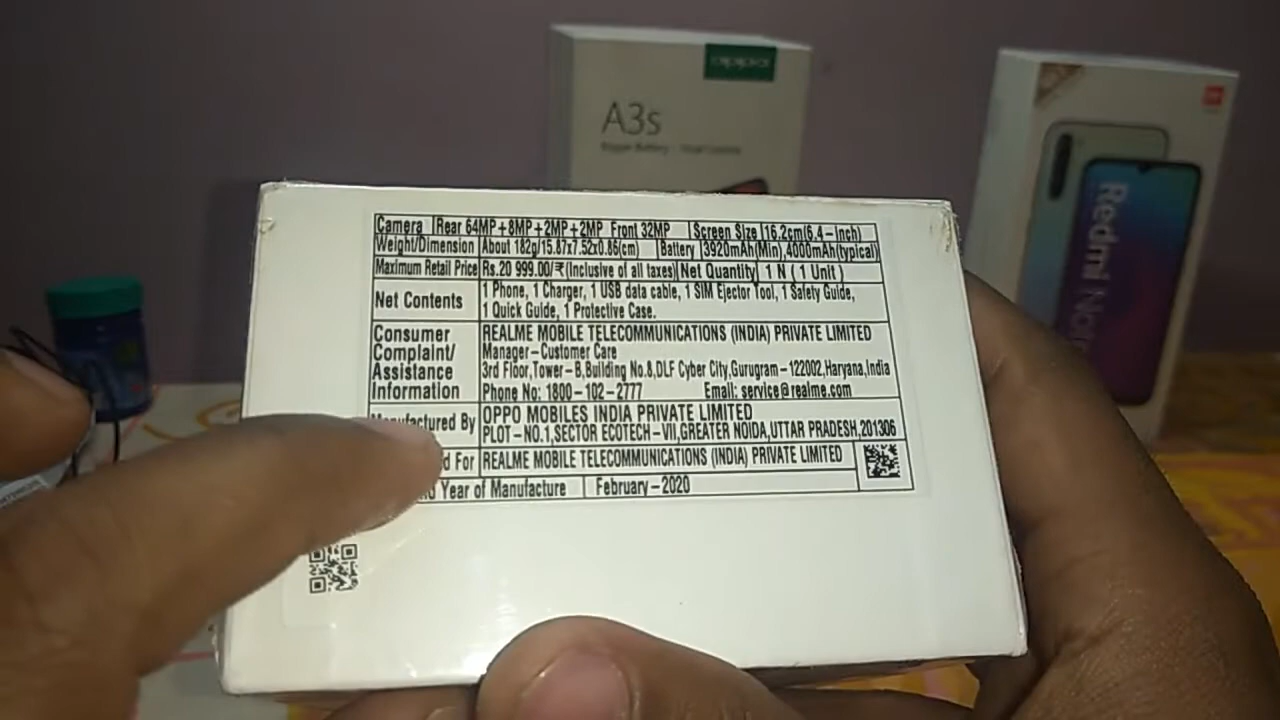 oppo
A3s
Redmi Note
Camera Rear 64MP+8MP+2MP+2MP Front 32MP Screen Size 16.2cm(6.4-inch)
Weight/Dimension About 182g/15.87x7.52x0.86(cm) Battery 3920mAh(Min),4000mAh(typical)
Maximum Retail Price Rs.20 999.00/₹(Inclusive of all taxes) Net Quantity 1 N ( 1 Unit )
Net Contents 1 Phone, 1 Charger, 1 USB data cable, 1 SIM Ejector Tool, 1 Safety Guide,
1 Quick Guide, 1 Protective Case.
Consumer REALME MOBILE TELECOMMUNICATIONS (INDIA) PRIVATE LIMITED
Complaint/ Manager-Customer Care
Assistance 3rd Floor,Tower-B,Building No.8,DLF Cyber City,Gurugram-122002,Haryana,India
Information Phone No: 1800-102-2777 Email: service@realme.com
Manufactured By OPPO MOBILES INDIA PRIVATE LIMITED
PLOT-NO.1,SECTOR ECOTECH-VII,GREATER NOIDA,UTTAR PRADESH,201306
For REALME MOBILE TELECOMMUNICATIONS (INDIA) PRIVATE LIMITED
Year of Manufacture February-2020